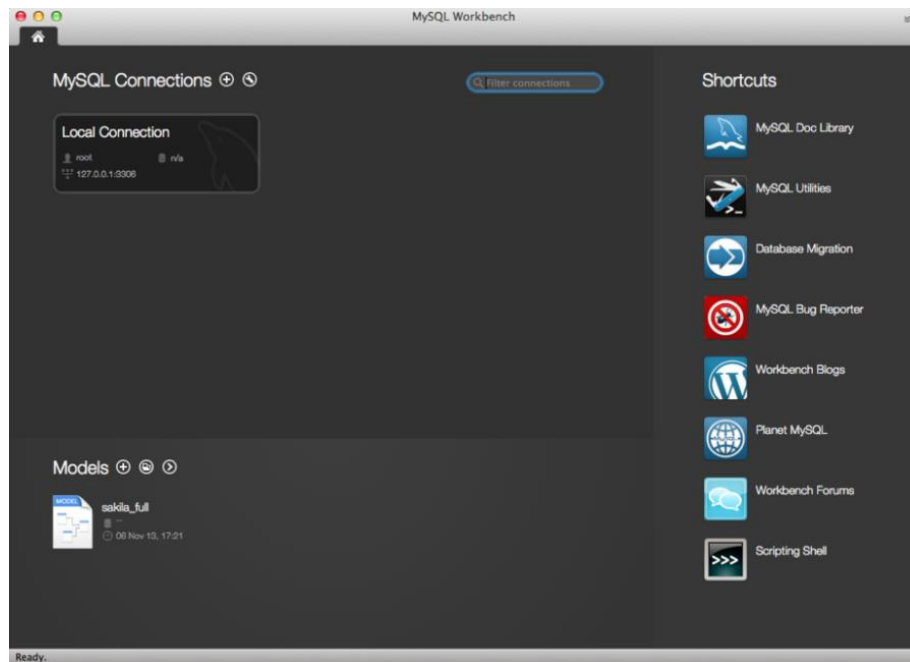 MySQL Workbench
MySQL Connections
Filter connections
Local Connection
root
n/a
127.0.0.1:3306
Models
MODEL
sakila_full
--
06 Nov 13, 17:21
Shortcuts
MySQL Doc Library
MySQL Utilities
Database Migration
MySQL Bug Reporter
Workbench Blogs
Planet MySQL
Workbench Forums
>>>
Scripting Shell
Ready.